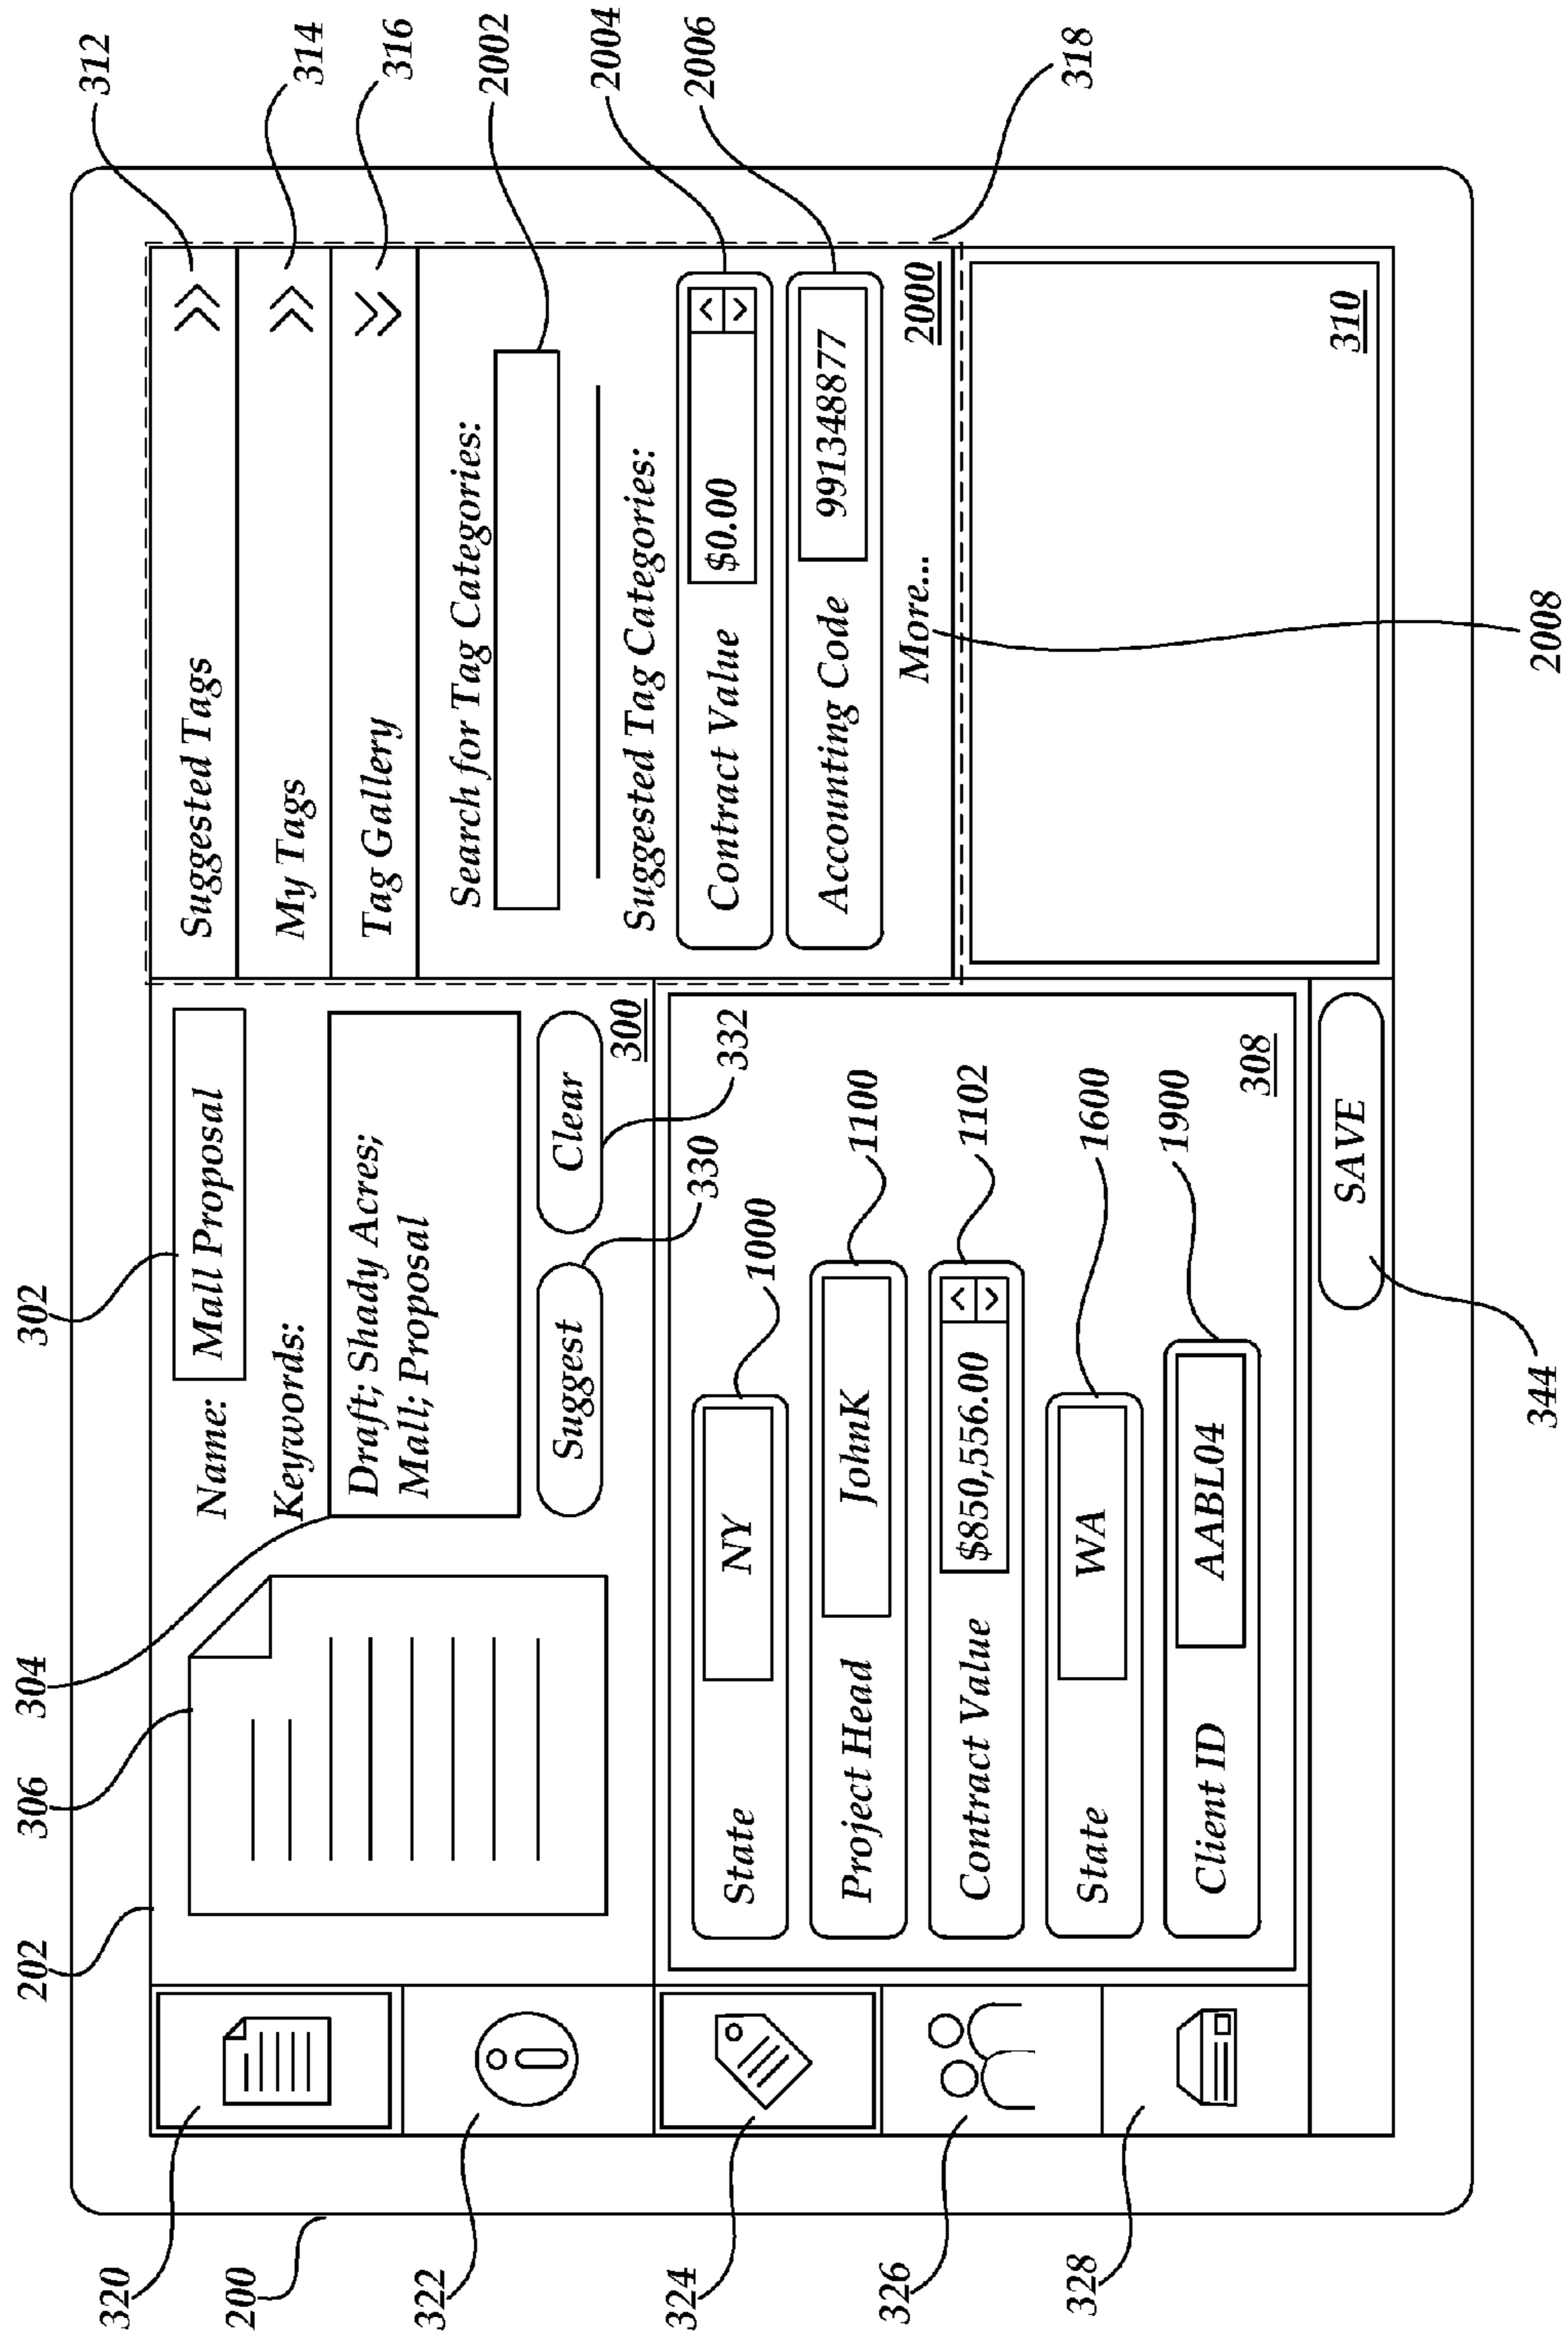 320
200
322
324
326
328
202
306
304
302
Name:
Mall Proposal
Keywords:
Draft; Shady Acres;
Mall; Proposal
Suggest
Clear
300
330
332
State
NY
1000
Project Head
JohnK
1100
Contract Value
$850,556.00
1102
State
WA
1600
Client ID
AABL04
1900
308
SAVE
344
Suggested Tags
312
My Tags
314
Tag Gallery
316
Search for Tag Categories:
2002
Suggested Tag Categories:
Contract Value
$0.00
2004
Accounting Code
991348877
2006
More...
2000
318
310
2008